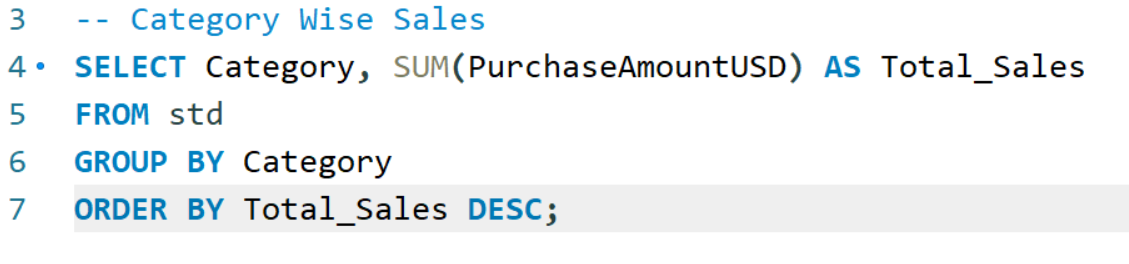 3 -- Category Wise Sales
4 • SELECT Category, SUM(PurchaseAmountUSD) AS Total_Sales
5 FROM std
6 GROUP BY Category
7 ORDER BY Total_Sales DESC;